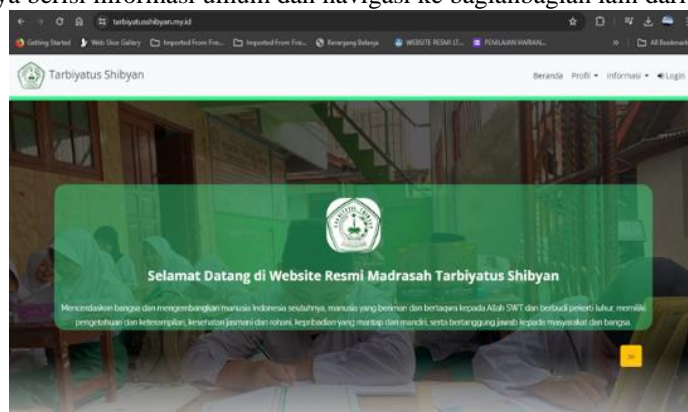 ya berisi informasi umum dan navigasi ke bagianbagian lain dari
tarbiyatusshibyan.my.id
Getting Started Web Slice Gallery Imported From Fire... Imported From Fire... Keranjang Belanja WEBSITE RESMI LT... PENILAIAN HARIAN... All Bookmarks
Tarbiyatus Shibyan
Beranda Profil Informasi Login
Selamat Datang di Website Resmi Madrasah Tarbiyatus Shibyan
Mencerdaskan bangsa dan mengembangkan manusia Indonesia seutuhnya, manusia yang beriman dan bertaqwa kepada Allah SWT dan berbudi pekerti luhur, memiliki
pengetahuan dan keterampilan, kesehatan jasmani dan rohani, kepribadian yang mantap dan mandiri, serta bertanggung jawab kepada masyarakat dan bangsa.